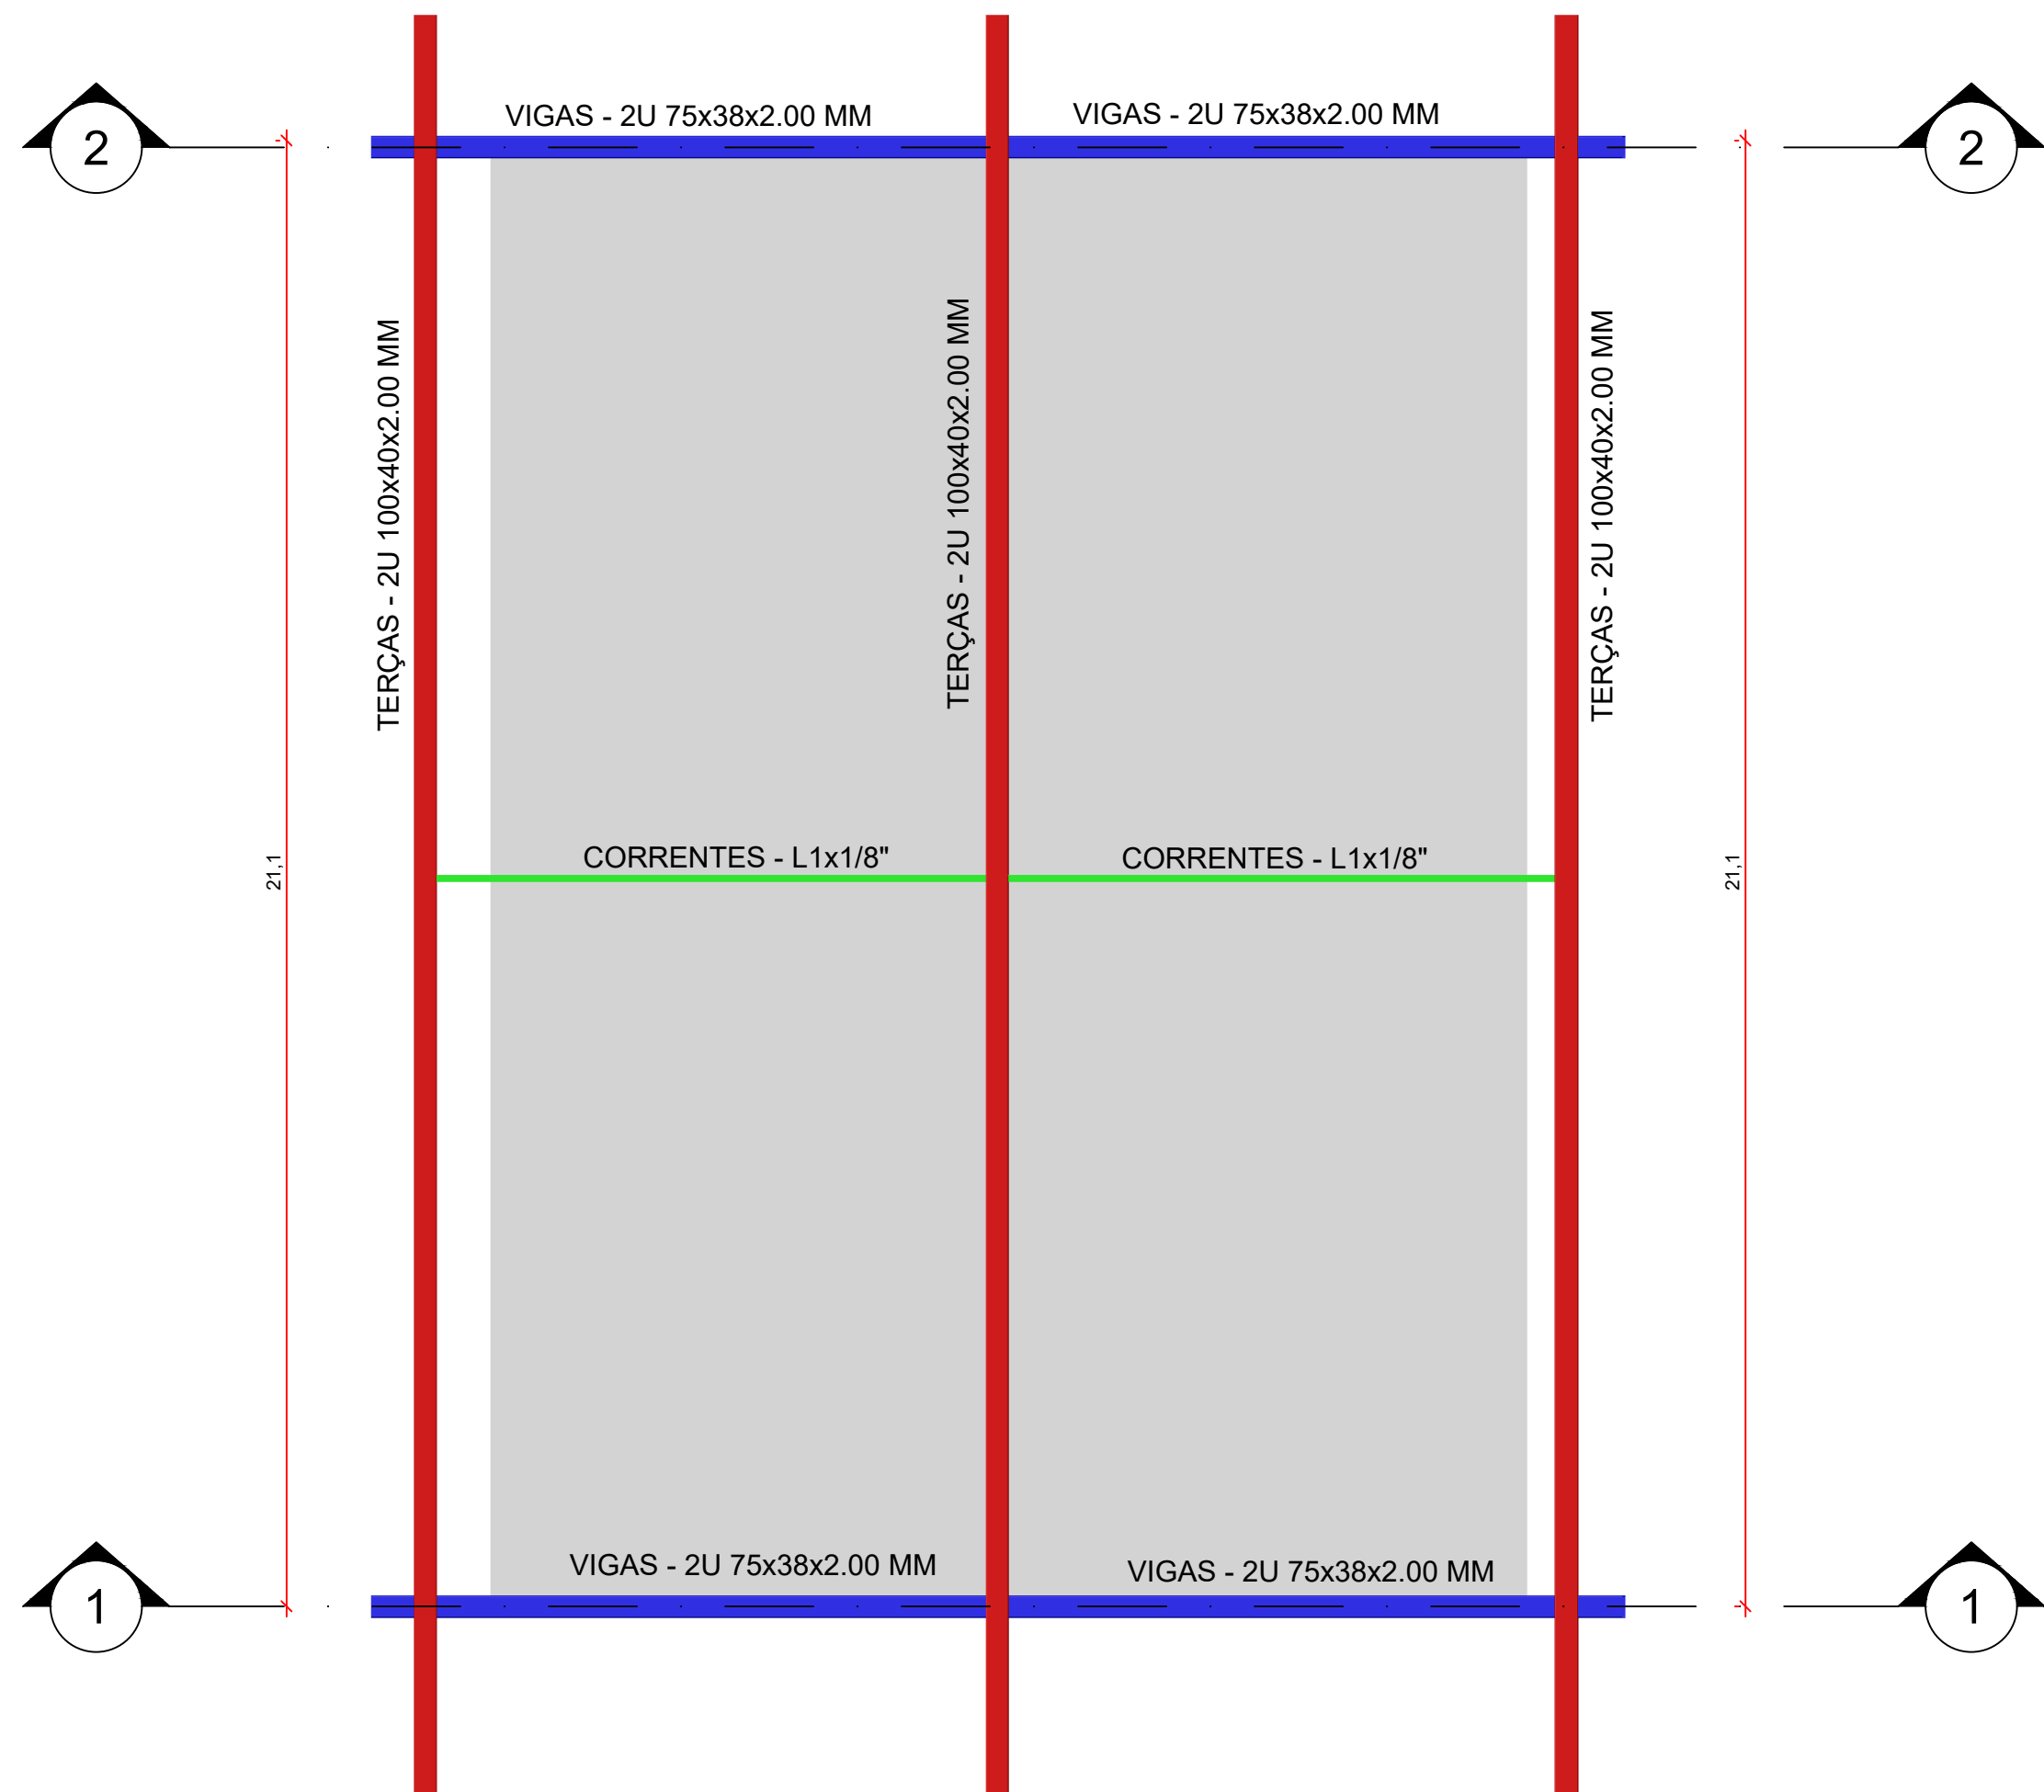 VIGAS - 2U 75x38x2.00 MM
VIGAS - 2U 75x38x2.00 MM
2
2
TERÇAS - 2U 100x40x2.00 MM
TERÇAS - 2U 100x40x2.00 MM
TERÇAS - 2U 100x40x2.00 MM
CORRENTES - L1x1/8"
CORRENTES - L1x1/8"
21,1
21,1
VIGAS - 2U 75x38x2.00 MM
VIGAS - 2U 75x38x2.00 MM
1
1